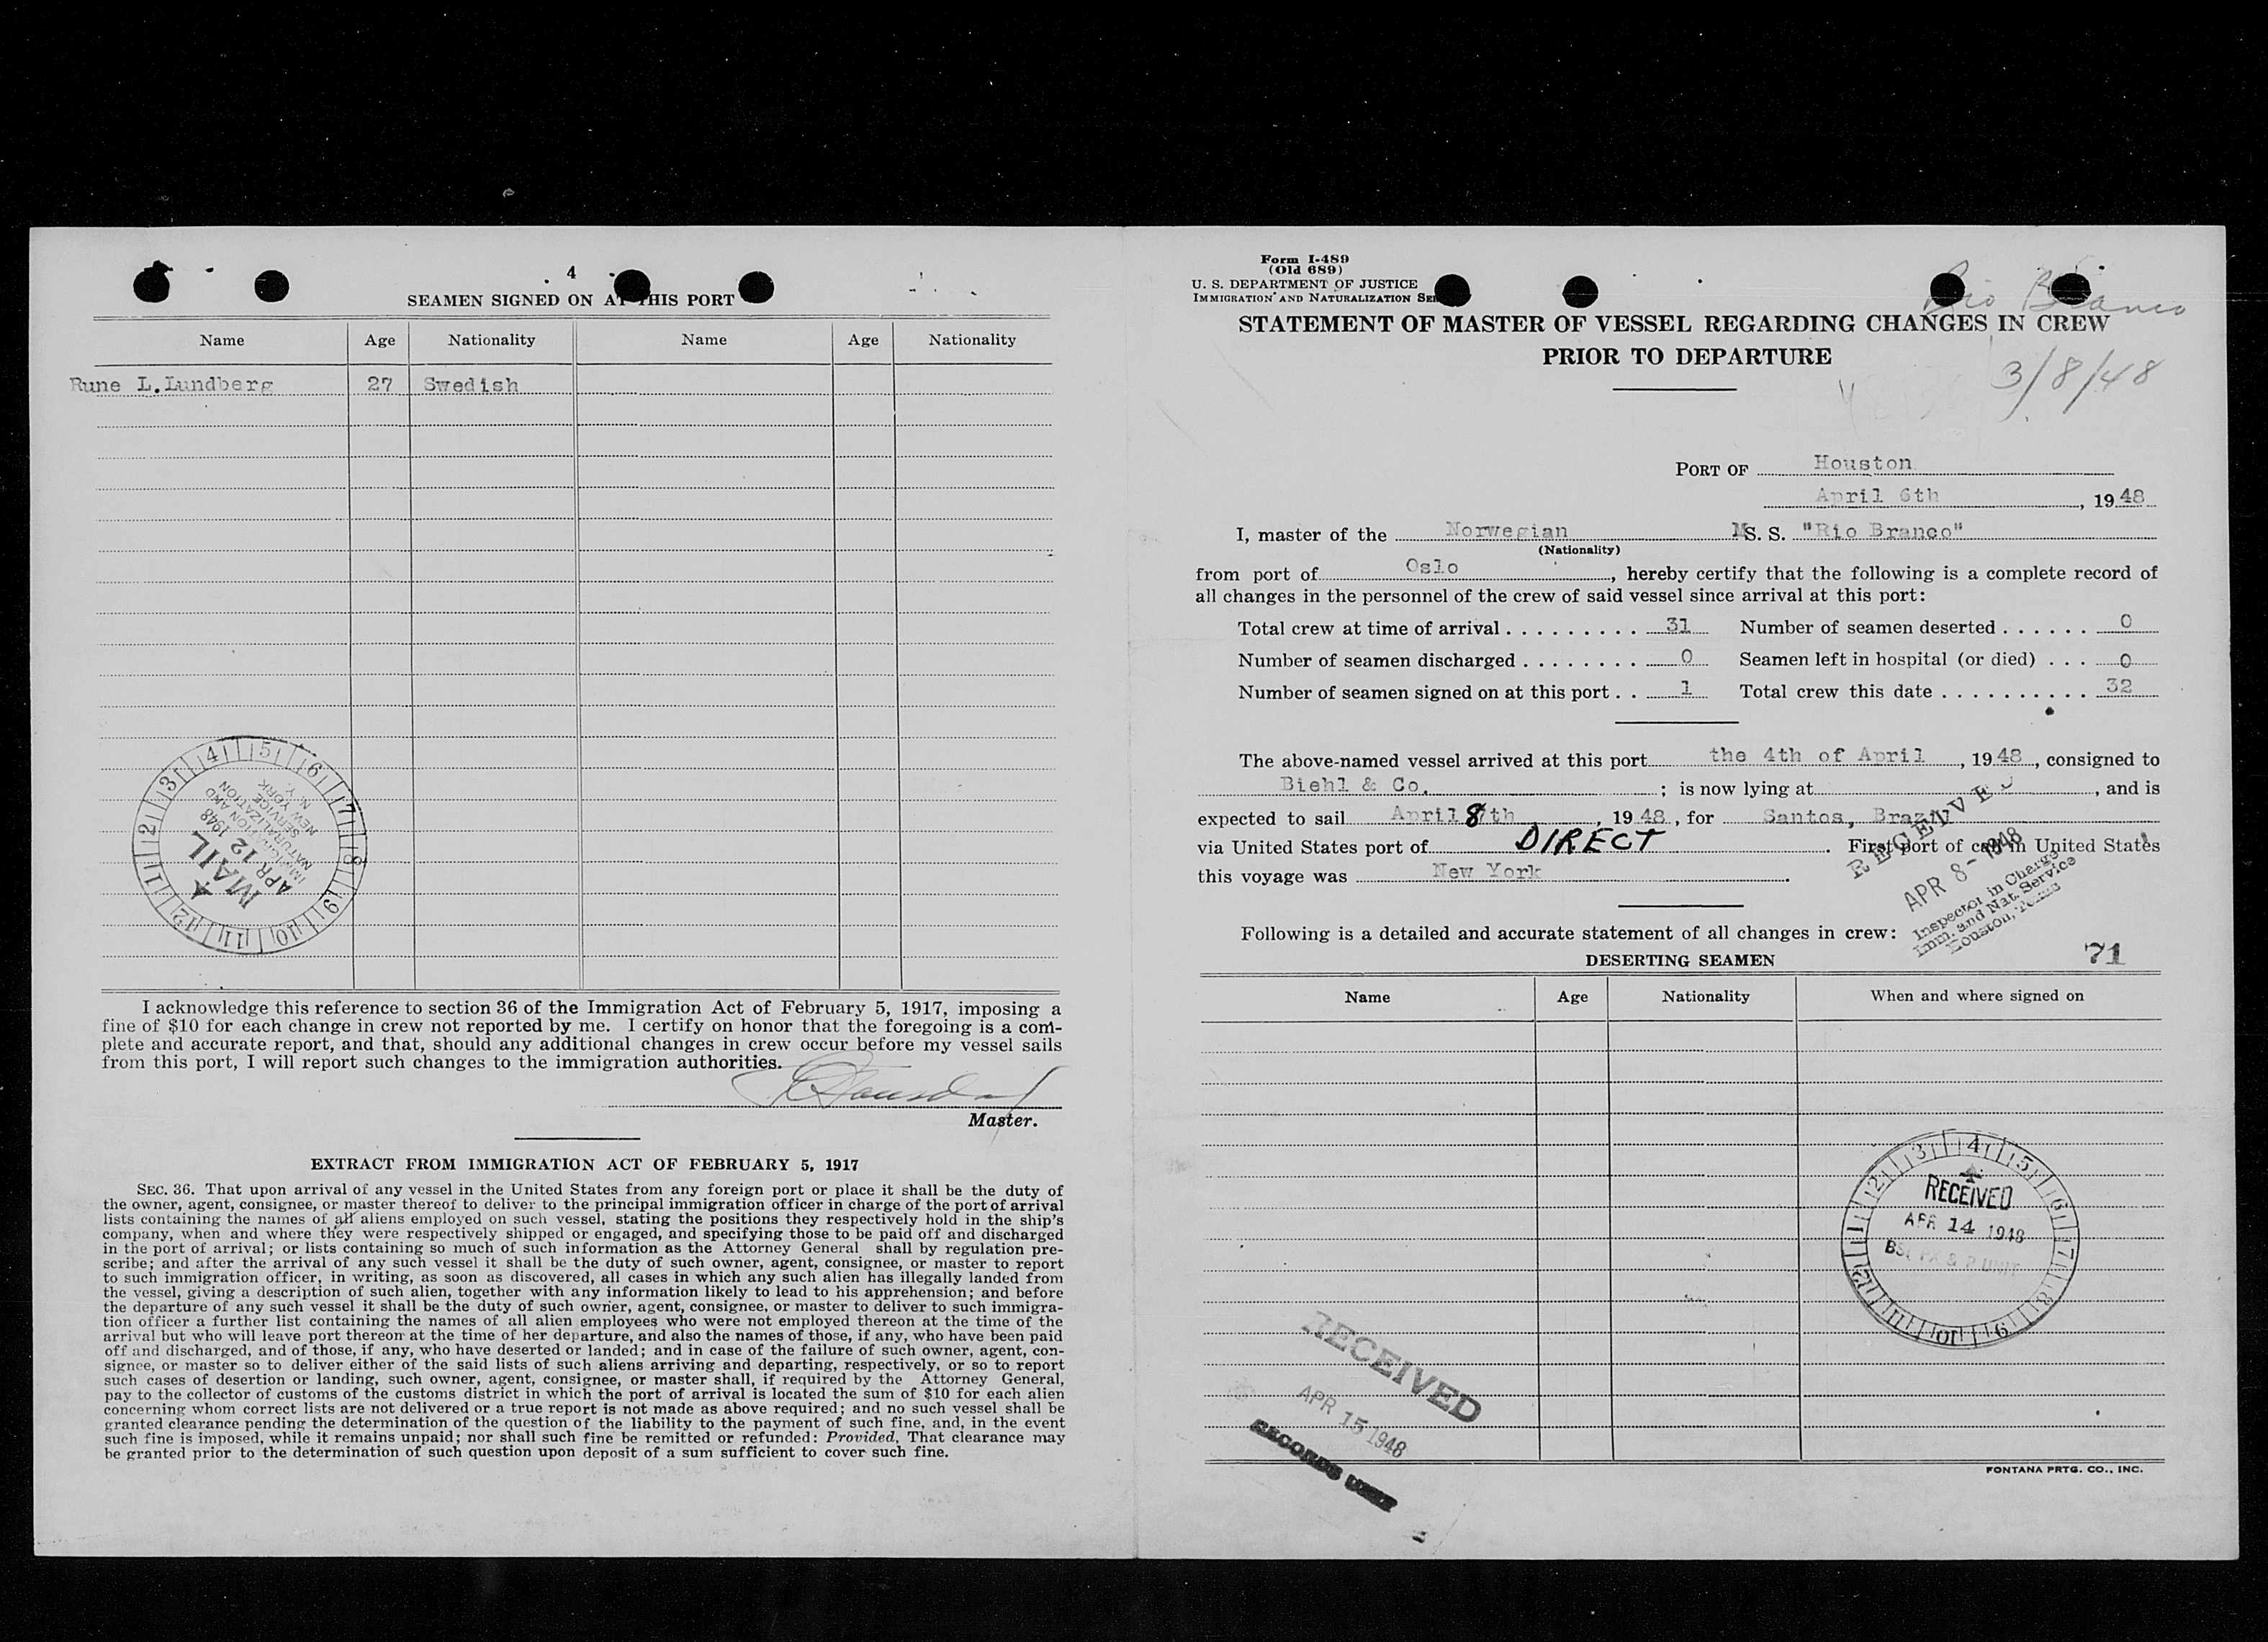 4
SEAMEN SIGNED ON AT THIS PORT
Name Age Nationality Name Age Nationality
Rune L. Lundberg 27 Swedish
MAIL
APR 12 1948
IMMIGRATION AND
NATURALIZATION
SERVICE
NEW YORK
N. Y.
I acknowledge this reference to section 36 of the Immigration Act of February 5, 1917, imposing a
fine of $10 for each change in crew not reported by me. I certify on honor that the foregoing is a com-
plete and accurate report, and that, should any additional changes in crew occur before my vessel sails
from this port, I will report such changes to the immigration authorities.
Master.
EXTRACT FROM IMMIGRATION ACT OF FEBRUARY 5, 1917
SEC. 36. That upon arrival of any vessel in the United States from any foreign port or place it shall be the duty of
the owner, agent, consignee, or master thereof to deliver to the principal immigration officer in charge of the port of arrival
lists containing the names of all aliens employed on such vessel, stating the positions they respectively hold in the ship's
company, when and where they were respectively shipped or engaged, and specifying those to be paid off and discharged
in the port of arrival; or lists containing so much of such information as the Attorney General shall by regulation pre-
scribe; and after the arrival of any such vessel it shall be the duty of such owner, agent, consignee, or master to report
to such immigration officer, in writing, as soon as discovered, all cases in which any such alien has illegally landed from
the vessel, giving a description of such alien, together with any information likely to lead to his apprehension; and before
the departure of any such vessel it shall be the duty of such owner, agent, consignee, or master to deliver to such immigra-
tion officer a further list containing the names of all alien employees who were not employed thereon at the time of the
arrival but who will leave port thereon at the time of her departure, and also the names of those, if any, who have been paid
off and discharged, and of those, if any, who have deserted or landed; and in case of the failure of such owner, agent, con-
signee, or master so to deliver either of the said lists of such aliens arriving and departing, respectively, or so to report
such cases of desertion or landing, such owner, agent, consignee, or master shall, if required by the Attorney General,
pay to the collector of customs of the customs district in which the port of arrival is located the sum of $10 for each alien
concerning whom correct lists are not delivered or a true report is not made as above required; and no such vessel shall be
granted clearance pending the determination of the question of the liability to the payment of such fine, and, in the event
such fine is imposed, while it remains unpaid; nor shall such fine be remitted or refunded: Provided, That clearance may
be granted prior to the determination of such question upon deposit of a sum sufficient to cover such fine.
Form I-489
(Old 689)
U. S. DEPARTMENT OF JUSTICE
IMMIGRATION AND NATURALIZATION SER
Rio Branco
STATEMENT OF MASTER OF VESSEL REGARDING CHANGES IN CREW
PRIOR TO DEPARTURE
3/8/48
PORT OF Houston
April 6th, 1948
I, master of the Norwegian MS. S. "Rio Branco"
(Nationality)
from port of Oslo, hereby certify that the following is a complete record of
all changes in the personnel of the crew of said vessel since arrival at this port:
Total crew at time of arrival . . . . . . . . . 31 Number of seamen deserted . . . . . . 0
Number of seamen discharged . . . . . . . . 0 Seamen left in hospital (or died) . . . 0
Number of seamen signed on at this port . . 1 Total crew this date . . . . . . . . . . 32
The above-named vessel arrived at this port the 4th of April, 1948, consigned to
Biehl & Co. ; is now lying at , and is
expected to sail April 8th, 1948, for Santos, Brazil
via United States port of DIRECT. First port of call in United States
this voyage was New York.
RECEIVED
APR 8 - 1948
Inspector in Charge
Imm. and Nat. Service
Houston, Texas
Following is a detailed and accurate statement of all changes in crew:
71
DESERTING SEAMEN
Name Age Nationality When and where signed on
RECEIVED
APR 14 1948
RECEIVED
APR 15 1948
RECORDS UNIT
FONTANA PRTG. CO., INC.